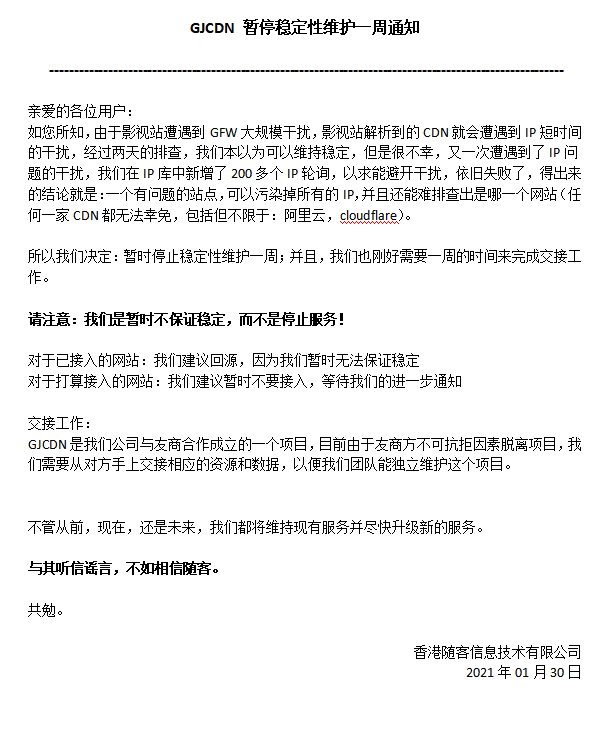 GJCDN 暂停稳定性维护一周通知
--------------------------------------------------------------------------------------------------------
亲爱的各位用户：
如您所知，由于影视站遭遇到 GFW 大规模干扰，影视站解析到的 CDN 就会遭遇到 IP 短时间
的干扰，经过两天的排查，我们本以为可以维持稳定，但是很不幸，又一次遭遇到了 IP 问
题的干扰，我们在 IP 库中新增了 200 多个 IP 轮询，以求能避开干扰，依旧失败了，得出来
的结论就是：一个有问题的站点，可以污染掉所有的 IP，并且还能难排查出是哪一个网站（任
何一家 CDN 都无法幸免，包括但不限于：阿里云，cloudflare）。
所以我们决定：暂时停止稳定性维护一周；并且，我们也刚好需要一周的时间来完成交接工
作。
请注意：我们是暂时不保证稳定，而不是停止服务！
对于已接入的网站：我们建议回源，因为我们暂时无法保证稳定
对于打算接入的网站：我们建议暂时不要接入，等待我们的进一步通知
交接工作：
GJCDN 是我们公司与友商合作成立的一个项目，目前由于友商方不可抗拒因素脱离项目，我
们需要从对方手上交接相应的资源和数据，以便我们团队能独立维护这个项目。
不管从前，现在，还是未来，我们都将维持现有服务并尽快升级新的服务。
与其听信谣言，不如相信随客。
共勉。
香港随客信息技术有限公司
2021 年 01 月 30 日